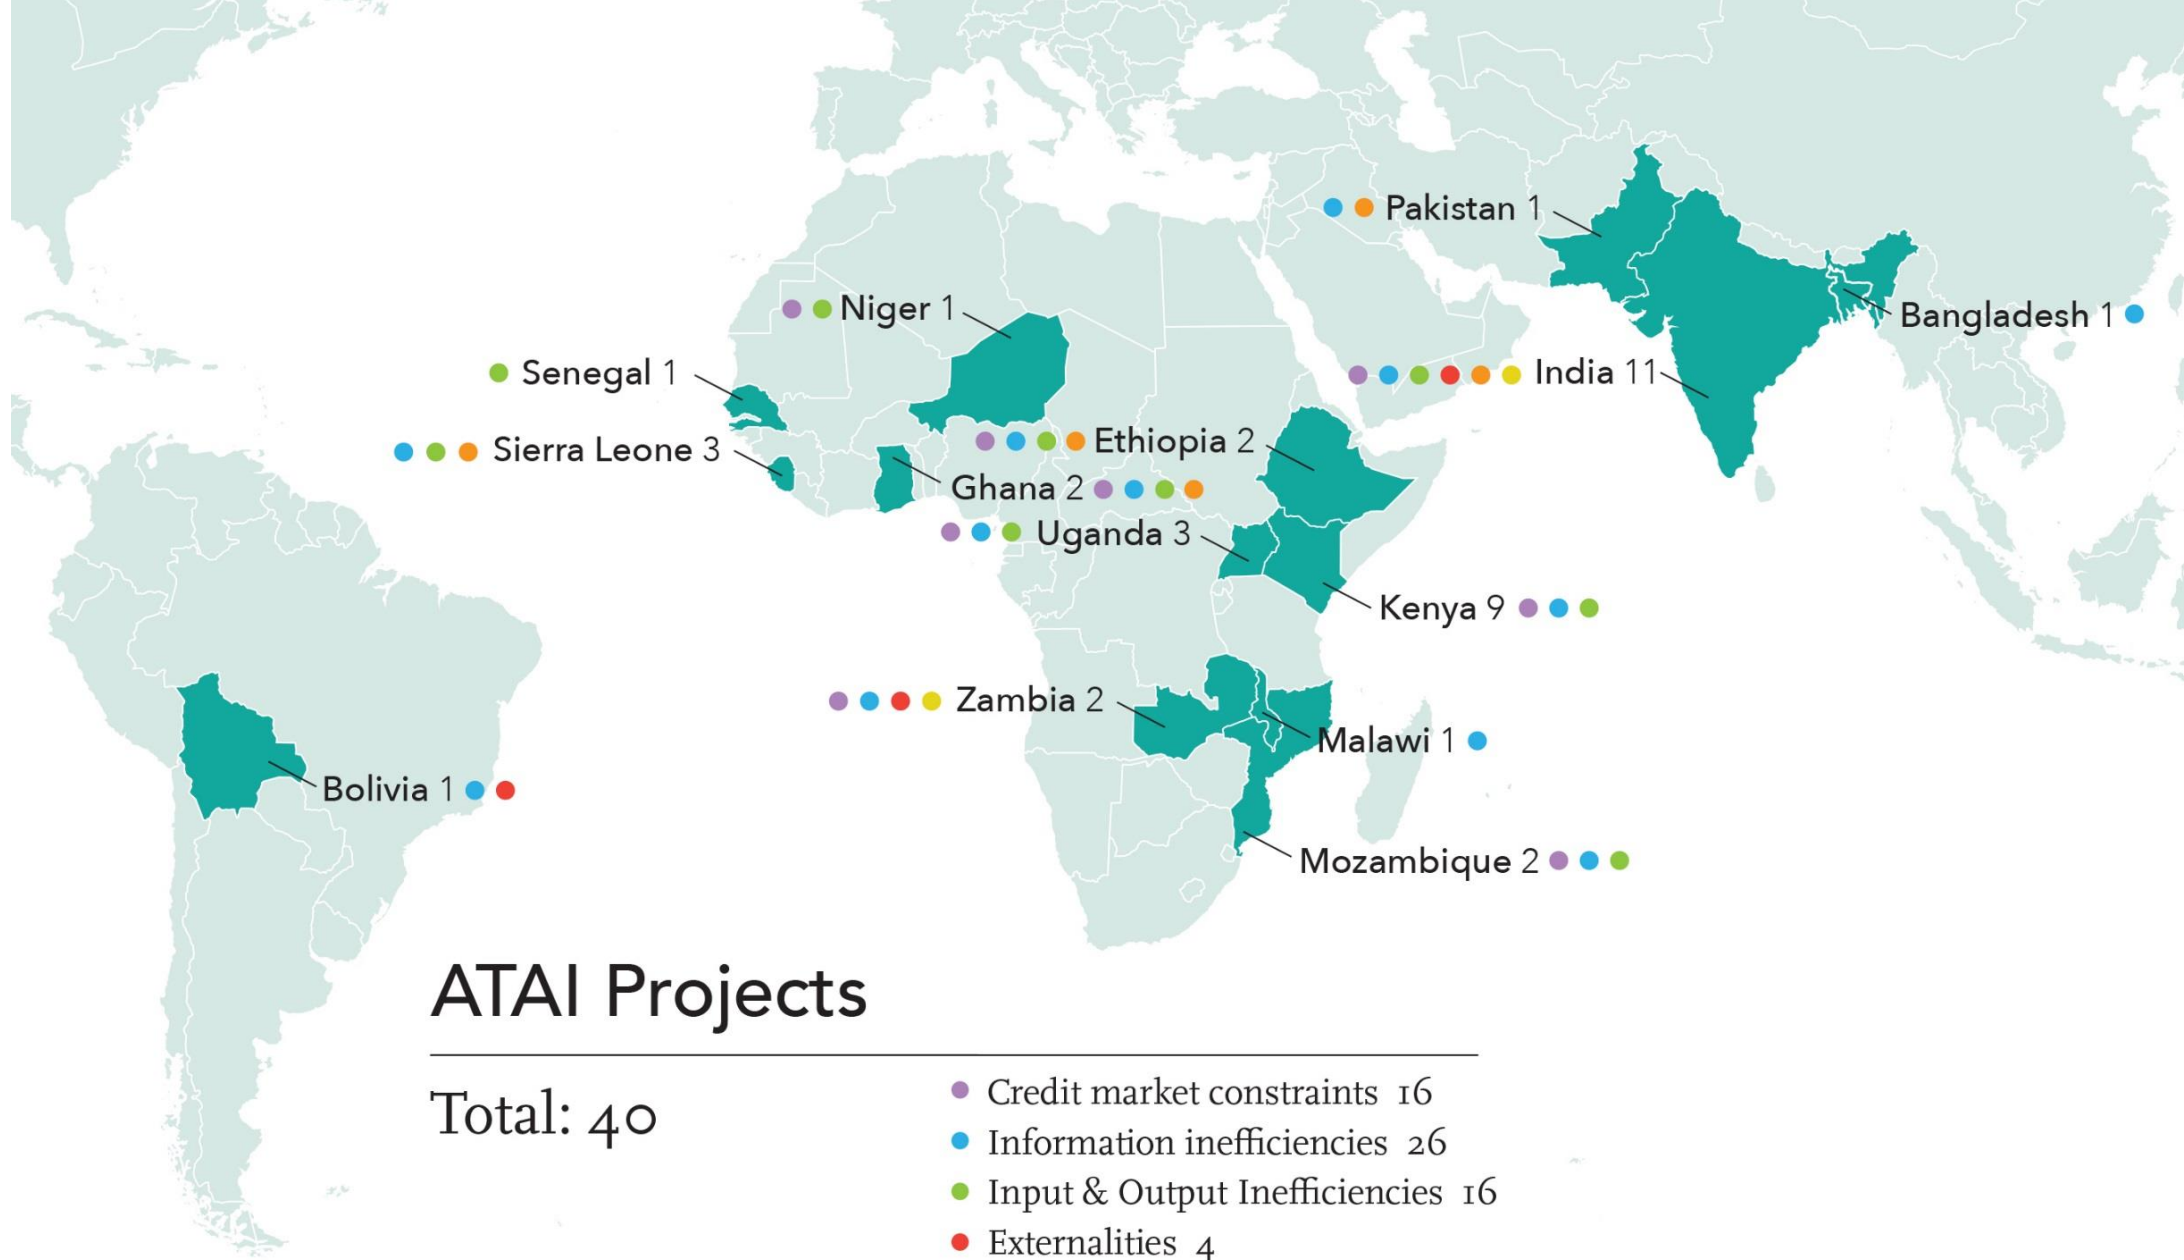 Pakistan 1
Niger 1
Bangladesh 1
Senegal 1
India 11
Sierra Leone 3
Ethiopia 2
Ghana 2
Uganda 3
Kenya 9
Zambia 2
Malawi 1
Bolivia 1
Mozambique 2
ATAI Projects
Total: 40
Credit market constraints 16
Information inefficiencies 26
Input & Output Inefficiencies 16
Externalities 4